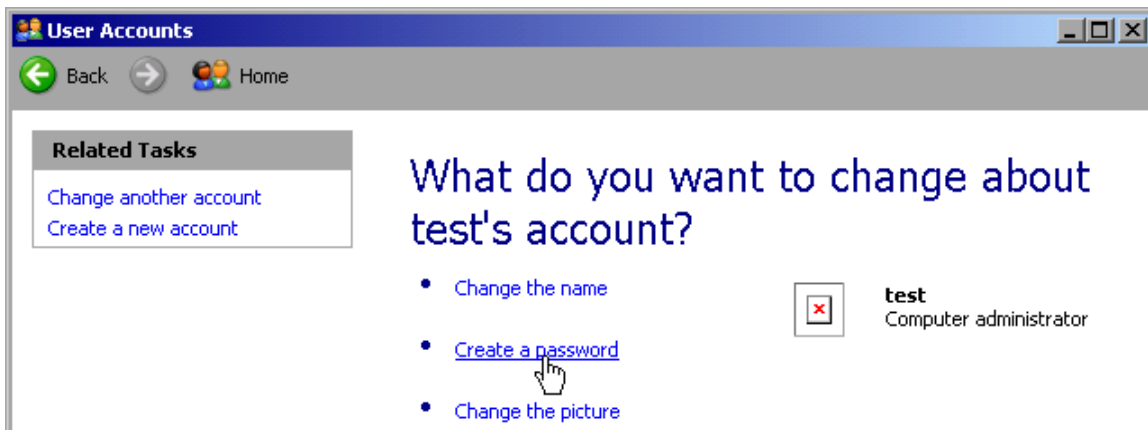 User Accounts
Back Home
Related Tasks
Change another account
Create a new account
What do you want to change about
test's account?
Change the name
Create a password
Change the picture
test
Computer administrator